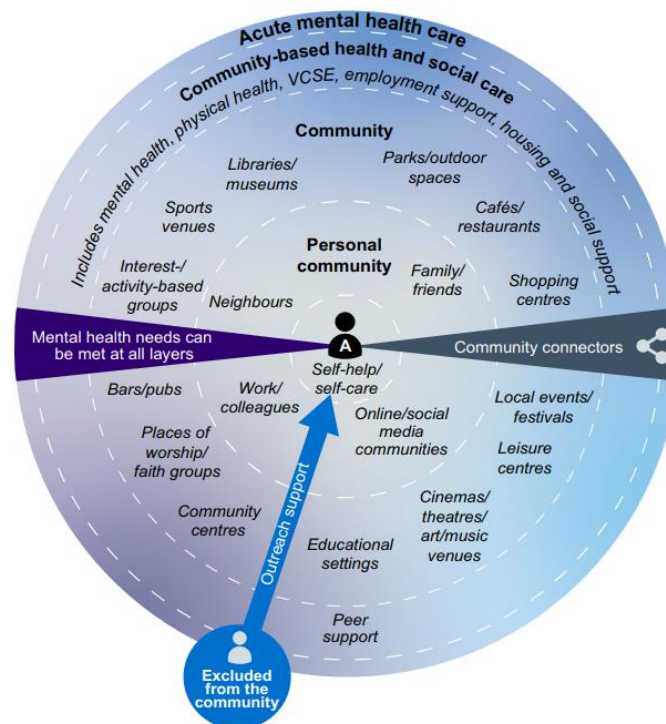 Acute mental health care
Community-based health and social care
Includes mental health, physical health, VCSE, employment support, housing and social support
Community
Libraries/
museums
Parks/outdoor
spaces
Sports
venues
Cafés/
restaurants
Personal
community
Interest-/
activity-based
groups
Neighbours
Family/
friends
Shopping
centres
Mental health needs can
be met at all layers
A
Community connectors
Self-help/
self-care
Bars/pubs
Work/
colleagues
Online/social
media
communities
Local events/
festivals
Places of
worship/
faith groups
Leisure
centres
Community
centres
Outreach support
Educational
settings
Cinemas/
theatres/
art/music
venues
Peer
support
Excluded
from the
community